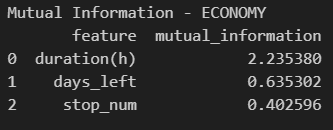 Mutual Information - ECONOMY
feature mutual_information
0 duration(h) 2.235380
1 days_left 0.635302
2 stop_num 0.402596